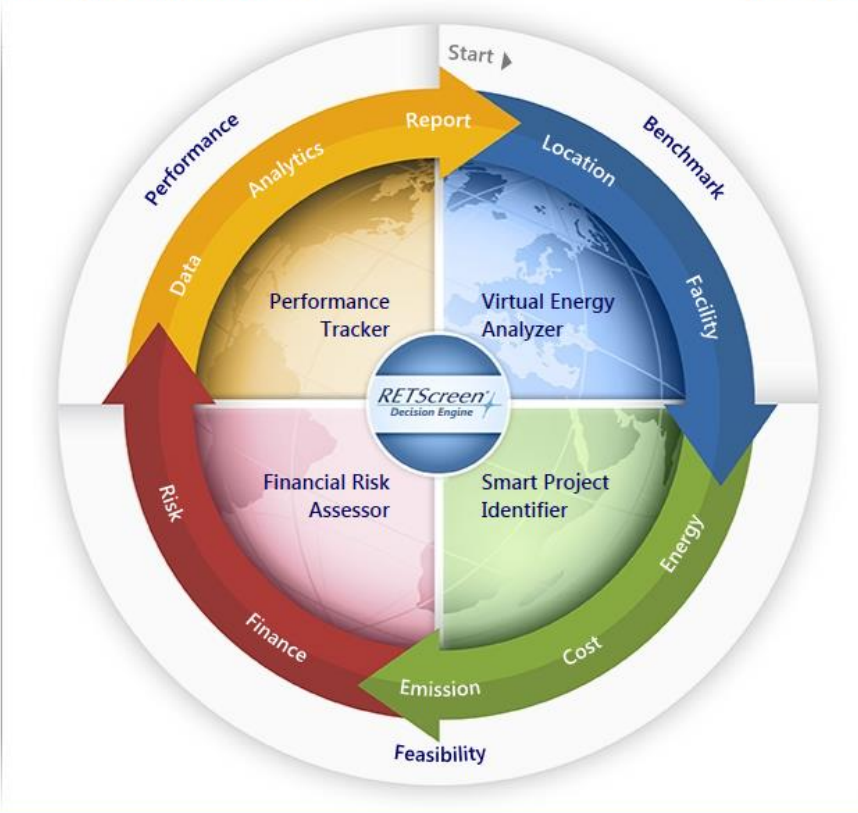 Start
Benchmark
Location
Facility
Virtual Energy
Analyzer
Energy
Cost
Emission
Smart Project
Identifier
Feasibility
Finance
Risk
Financial Risk
Assessor
Performance
Data
Analytics
Report
Performance
Tracker
RETScreen®
Decision Engine